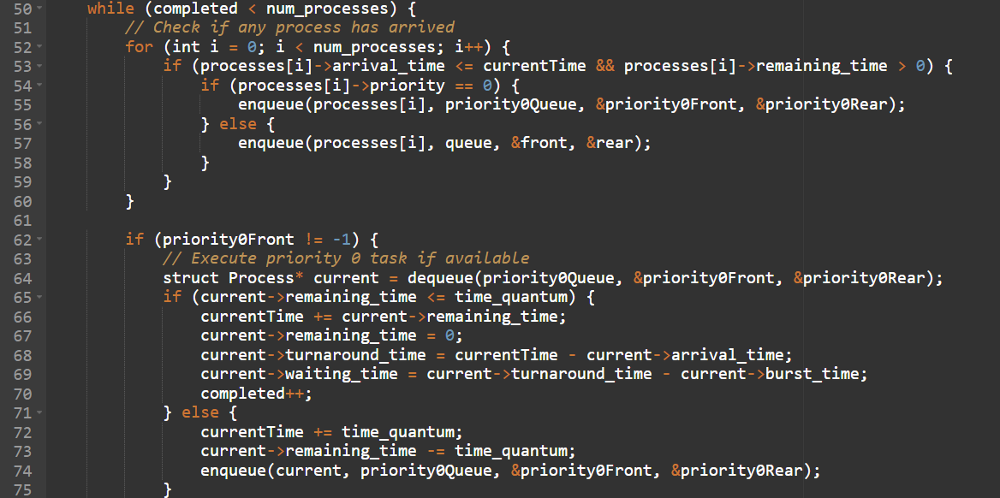 50 while (completed < num_processes) {
51 // Check if any process has arrived
52 for (int i = 0; i < num_processes; i++) {
53 if (processes[i]->arrival_time <= currentTime && processes[i]->remaining_time > 0) {
54 if (processes[i]->priority == 0) {
55 enqueue(processes[i], priority0Queue, &priority0Front, &priority0Rear);
56 } else {
57 enqueue(processes[i], queue, &front, &rear);
58 }
59 }
60 }
61
62 if (priority0Front != -1) {
63 // Execute priority 0 task if available
64 struct Process* current = dequeue(priority0Queue, &priority0Front, &priority0Rear);
65 if (current->remaining_time <= time_quantum) {
66 currentTime += current->remaining_time;
67 current->remaining_time = 0;
68 current->turnaround_time = currentTime - current->arrival_time;
69 current->waiting_time = current->turnaround_time - current->burst_time;
70 completed++;
71 } else {
72 currentTime += time_quantum;
73 current->remaining_time -= time_quantum;
74 enqueue(current, priority0Queue, &priority0Front, &priority0Rear);
75 }